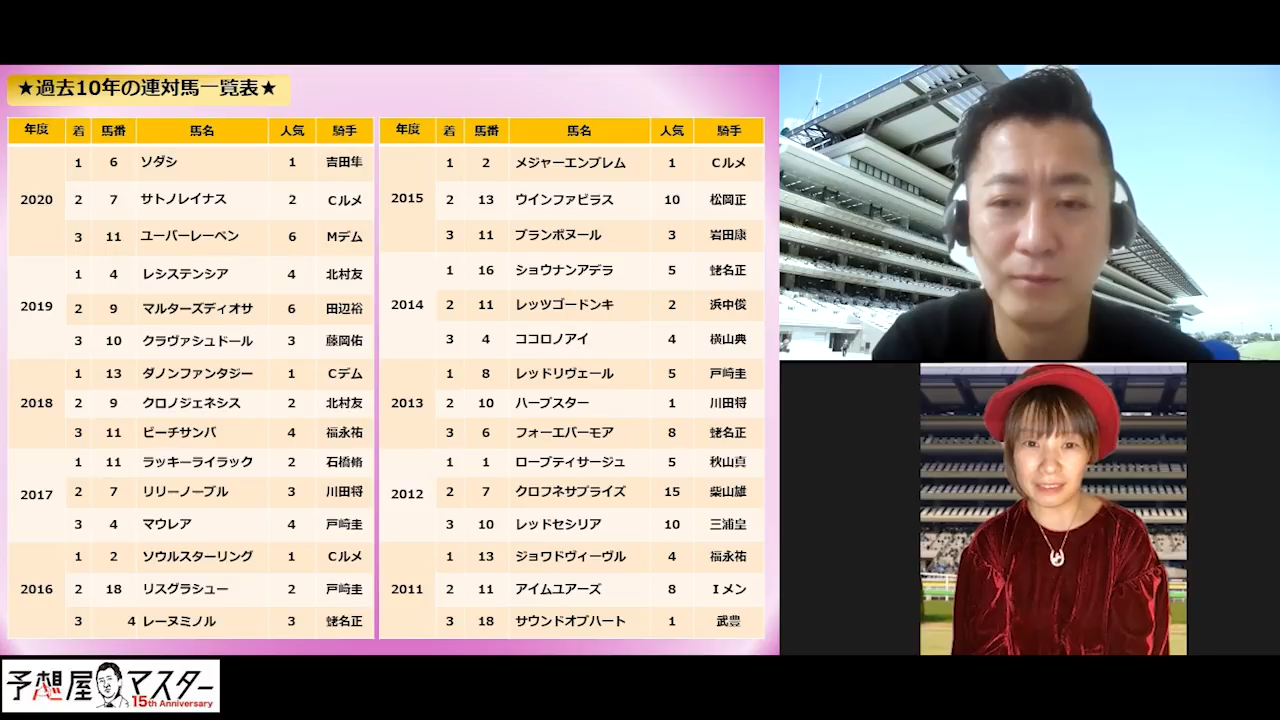 ★過去10年の連対馬一覧表★
年度 着 馬番 馬名 人気 騎手
2020
1 6 ソダシ 1 吉田隼
2 7 サトノレイナス 2 Cルメ
3 11 ユーバーレーベン 6 Mデム
2019
1 4 レシステンシア 4 北村友
2 9 マルターズディオサ 6 田辺裕
3 10 クラヴァシュドール 3 藤岡佑
2018
1 13 ダノンファンタジー 1 Cデム
2 9 クロノジェネシス 2 北村友
3 11 ビーチサンバ 4 福永祐
2017
1 11 ラッキーライラック 2 石橋脩
2 7 リリーノーブル 3 川田将
3 4 マウレア 4 戸崎圭
2016
1 2 ソウルスターリング 1 Cルメ
2 18 リスグラシュー 2 戸崎圭
3 4 レーヌミノル 3 蛯名正
年度 着 馬番 馬名 人気 騎手
2015
1 2 メジャーエンブレム 1 Cルメ
2 13 ウインファビラス 10 松岡正
3 11 ブランボヌール 3 岩田康
2014
1 16 ショウナンアデラ 5 蛯名正
2 11 レッツゴードンキ 2 浜中俊
3 4 ココロノアイ 4 横山典
2013
1 8 レッドリヴェール 5 戸崎圭
2 10 ハープスター 1 川田将
3 6 フォーエバーモア 8 蛯名正
2012
1 1 ローブティサージュ 5 秋山真
2 7 クロフネサプライズ 15 柴山雄
3 10 レッドセシリア 10 三浦皇
2011
1 13 ジョワドヴィーヴル 4 福永祐
2 11 アイムユアーズ 8 Iメン
3 18 サウンドオブハート 1 武豊
予想屋マスター
15th Anniversary